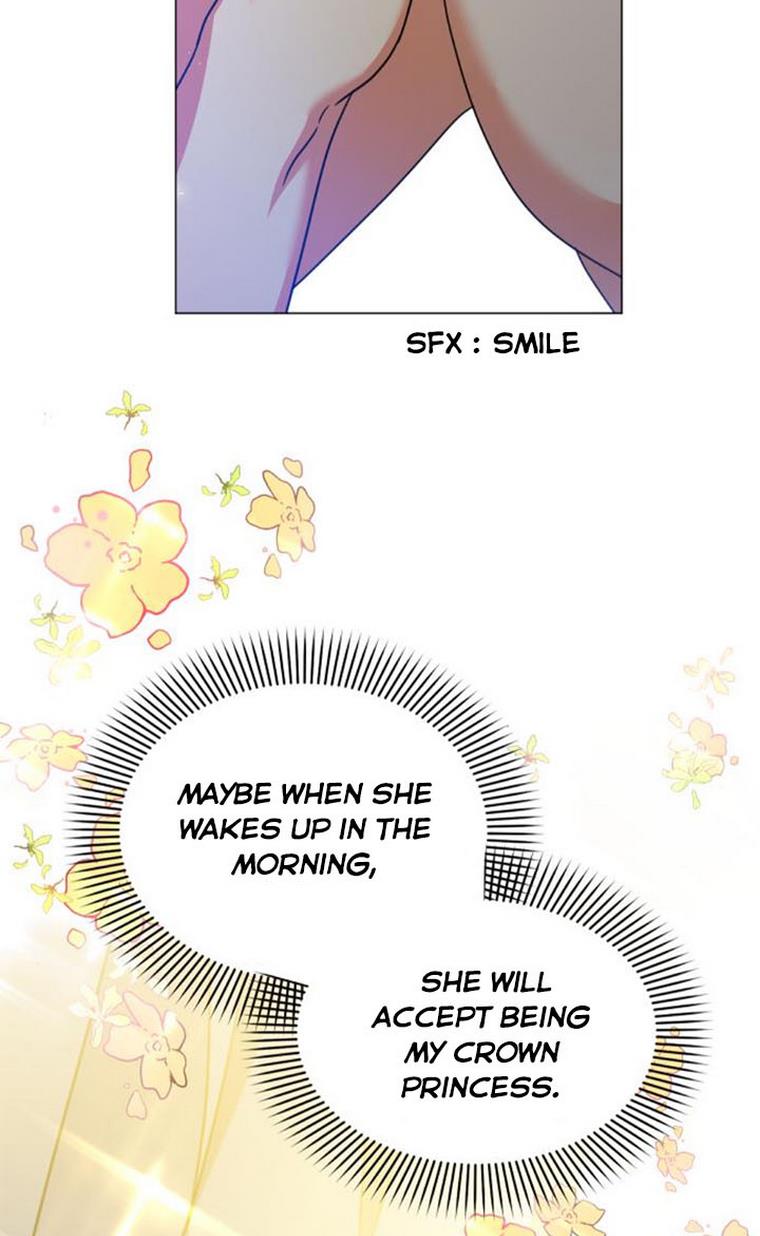 SFX : SMILE
MAYBE WHEN SHE
WAKES UP IN THE
MORNING,
SHE WILL
ACCEPT BEING
MY CROWN
PRINCESS.